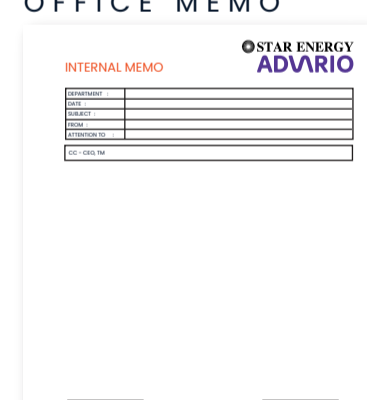 OFFICE MEMO
STAR ENERGY
ADVARIO
INTERNAL MEMO
DEPARTMENT :
DATE :
SUBJECT :
FROM :
ATTENTION TO :
CC - CEO, TM